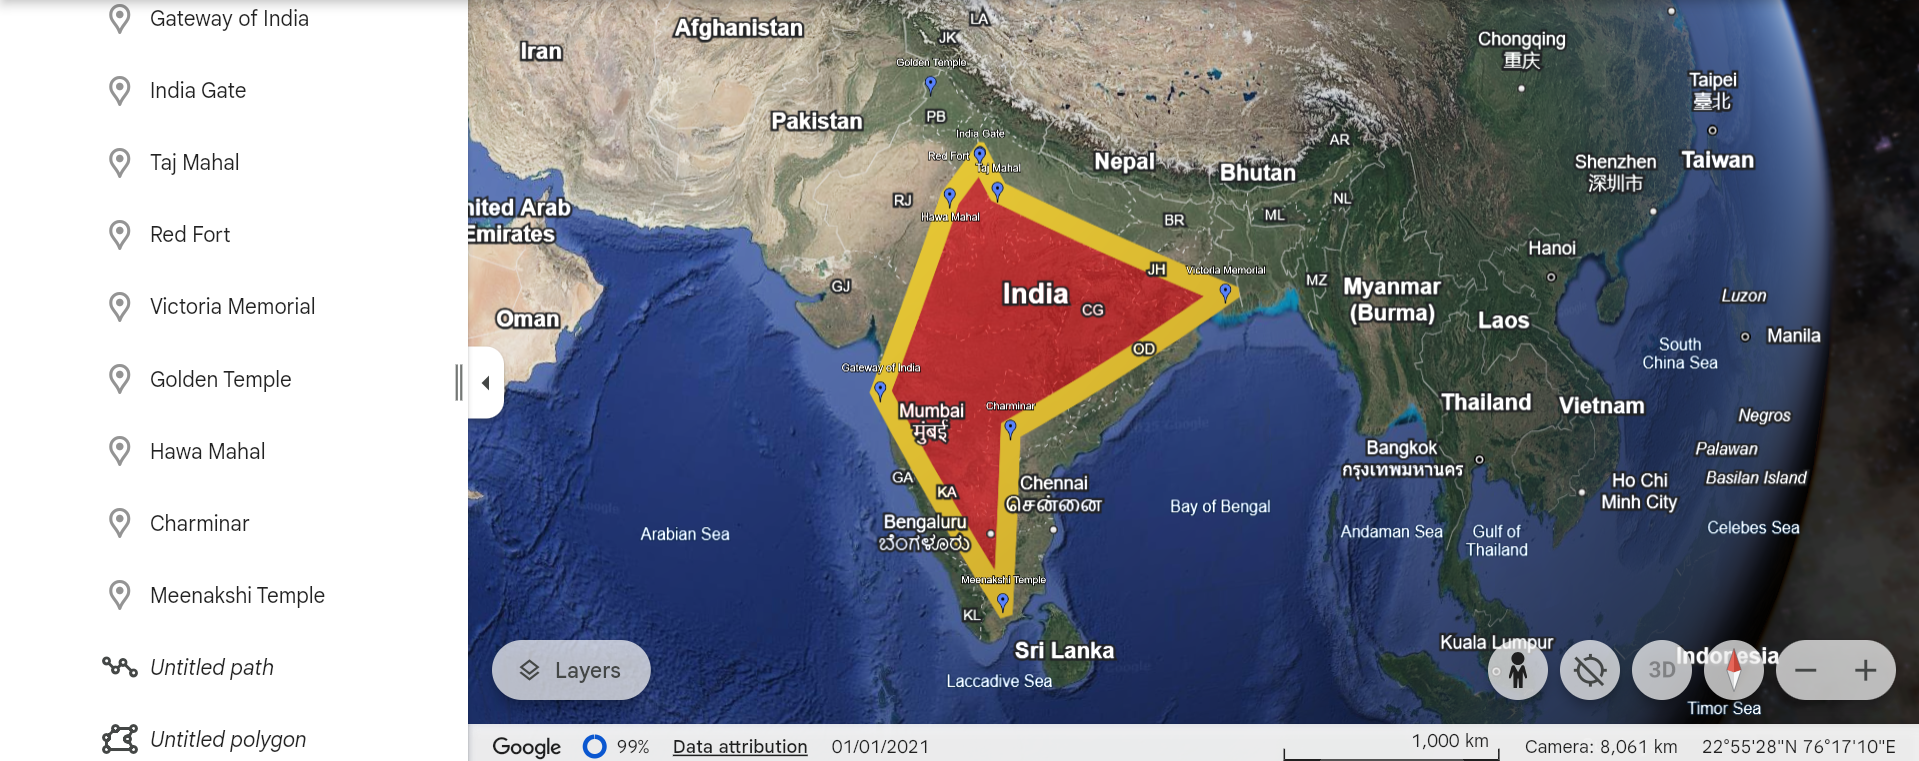 Gateway of India
India Gate
Taj Mahal
Red Fort
Victoria Memorial
Golden Temple
Hawa Mahal
Charminar
Meenakshi Temple
Untitled path
Untitled polygon
Afghanistan
Iran
LA
JK
Golden Temple
PB
Pakistan
India Gate
Red Fort
Taj Mahal
Nepal
Bhutan
AR
Chongqing
重庆
Taipei
臺北
Shenzhen
深圳市
Taiwan
RJ
Hawa Mahal
BR
ML
NL
nited Arab
Emirates
Hanoi
JH
Victoria Memorial
MZ
Myanmar
(Burma)
GJ
India
CG
Oman
Laos
Luzon
Manila
South
China Sea
OD
Gateway of India
Mumbai
मुंबई
Charminar
Thailand
Vietnam
Negros
Palawan
Basilan Island
Bangkok
กรุงเทพมหานคร
GA
KA
Chennai
சென்னை
Ho Chi
Minh City
Bengaluru
ಬೆಂಗಳೂರು
Arabian Sea
Bay of Bengal
Andaman Sea
Gulf of
Thailand
Celebes Sea
Meenakshi Temple
KL
Sri Lanka
Laccadive Sea
Kuala Lumpur
Indonesia
Timor Sea
Layers
3D
Google
99%
Data attribution
01/01/2021
1,000 km
Camera: 8,061 km
22°55'28"N 76°17'10"E